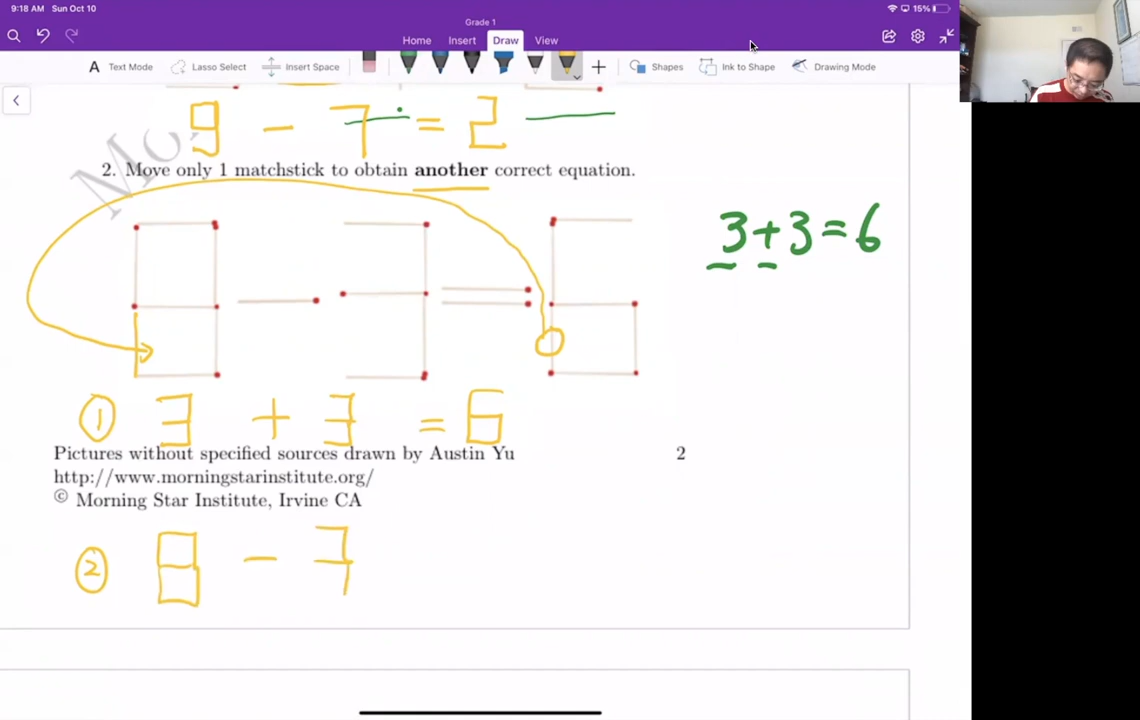 9:18 AM Sun Oct 10
15%
Grade 1
Home Insert Draw View
A Text Mode Lasso Select Insert Space + Shapes Ink to Shape Drawing Mode
9 - 7 = 2
2. Move only 1 matchstick to obtain another correct equation.
3+3=6
① 3 + 3 = 6
Pictures without specified sources drawn by Austin Yu
2
http://www.morningstarinstitute.org/
© Morning Star Institute, Irvine CA
② 8 - 3